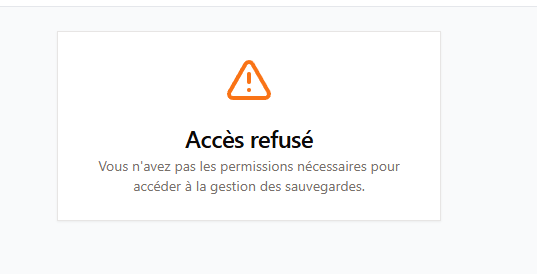 Accès refusé
Vous n'avez pas les permissions nécessaires pour
accéder à la gestion des sauvegardes.